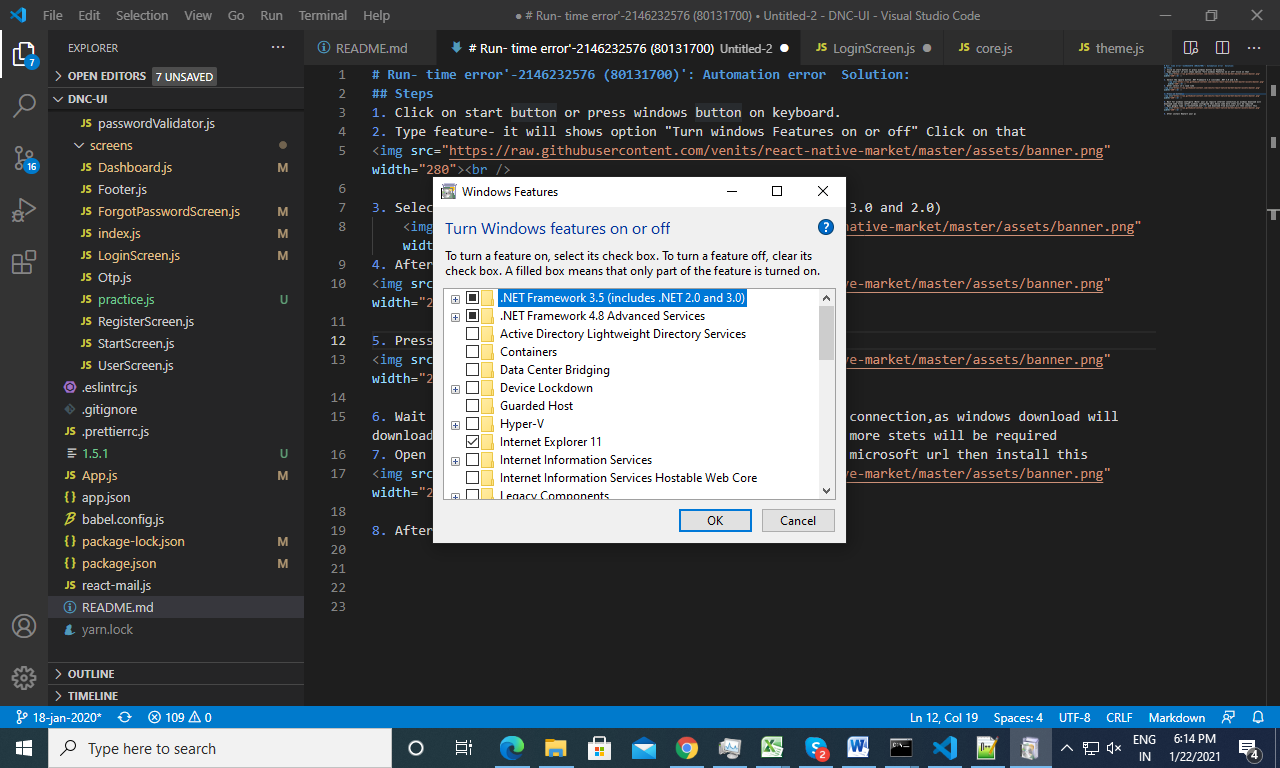 File Edit Selection View Go Run Terminal Help
● # Run- time error'-2146232576 (80131700) • Untitled-2 - DNC-UI - Visual Studio Code
EXPLORER
README.md
# Run- time error'-2146232576 (80131700) Untitled-2
JS LoginScreen.js
JS core.js
JS theme.js
OPEN EDITORS 7 UNSAVED
DNC-UI
JS passwordValidator.js
screens
JS Dashboard.js M
JS Footer.js
JS ForgotPasswordScreen.js M
JS index.js M
JS LoginScreen.js M
JS Otp.js
JS practice.js U
JS RegisterScreen.js
JS StartScreen.js
JS UserScreen.js
.eslintrc.js
.gitignore
JS .prettierrc.js
1.5.1 U
JS App.js M
{} app.json
babel.config.js
{} package-lock.json M
{} package.json M
JS react-mail.js
README.md
yarn.lock
OUTLINE
TIMELINE
7
16
1 # Run- time error'-2146232576 (80131700)': Automation error  Solution:
2 ## Steps
3 1. Click on start button or press windows button on keyboard.
4 2. Type feature- it will shows option "Turn windows Features on or off" Click on that
5 <img src="https://raw.githubusercontent.com/venits/react-native-market/master/assets/banner.png"
width="280"><br />
6
7 3. Selec 3.0 and 2.0)
8 <img native-market/master/assets/banner.png"
wid
9 4. After
10 <img src ve-market/master/assets/banner.png"
width="2
11
12 5. Press
13 <img src ve-market/master/assets/banner.png"
width="2
14
15 6. Wait connection,as windows download will
download more stets will be required
16 7. Open microsoft url then install this
17 <img src ve-market/master/assets/banner.png"
width="2
18
19 8. After
20
21
22
23
Windows Features
Turn Windows features on or off
?
To turn a feature on, select its check box. To turn a feature off, clear its
check box. A filled box means that only part of the feature is turned on.
.NET Framework 3.5 (includes .NET 2.0 and 3.0)
.NET Framework 4.8 Advanced Services
Active Directory Lightweight Directory Services
Containers
Data Center Bridging
Device Lockdown
Guarded Host
Hyper-V
Internet Explorer 11
Internet Information Services
Internet Information Services Hostable Web Core
Legacy Components
OK Cancel
18-jan-2020* 109 0
Ln 12, Col 19 Spaces: 4 UTF-8 CRLF Markdown
Type here to search
2
ENG
IN
6:14 PM
1/22/2021
4